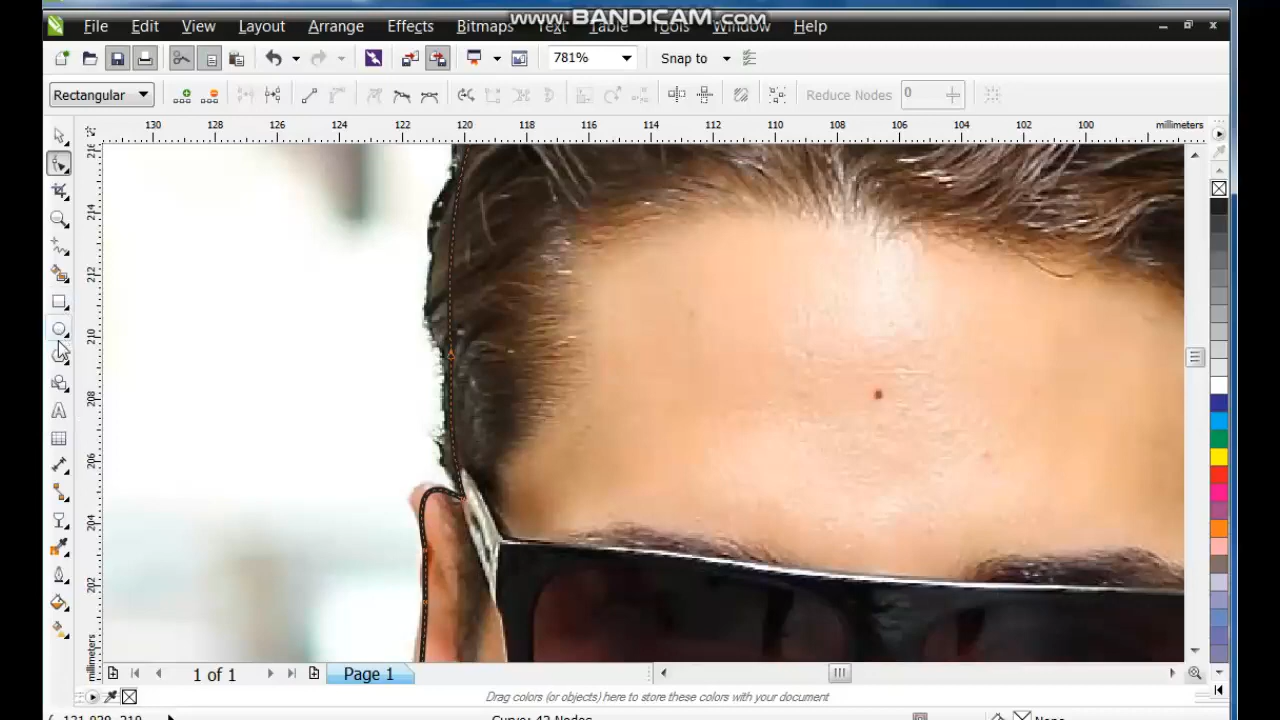 www.BANDICAM.com
File Edit View Layout Arrange Effects Bitmaps Text Table Tools Window Help
781% Snap to
Rectangular Reduce Nodes 0
130 128 126 124 122 120 118 116 114 112 110 108 106 104 102 100 millimeters
216
214
212
210
208
206
204
202
millimeters
1 of 1 Page 1
Drag colors (or objects) here to store these colors with your document
None